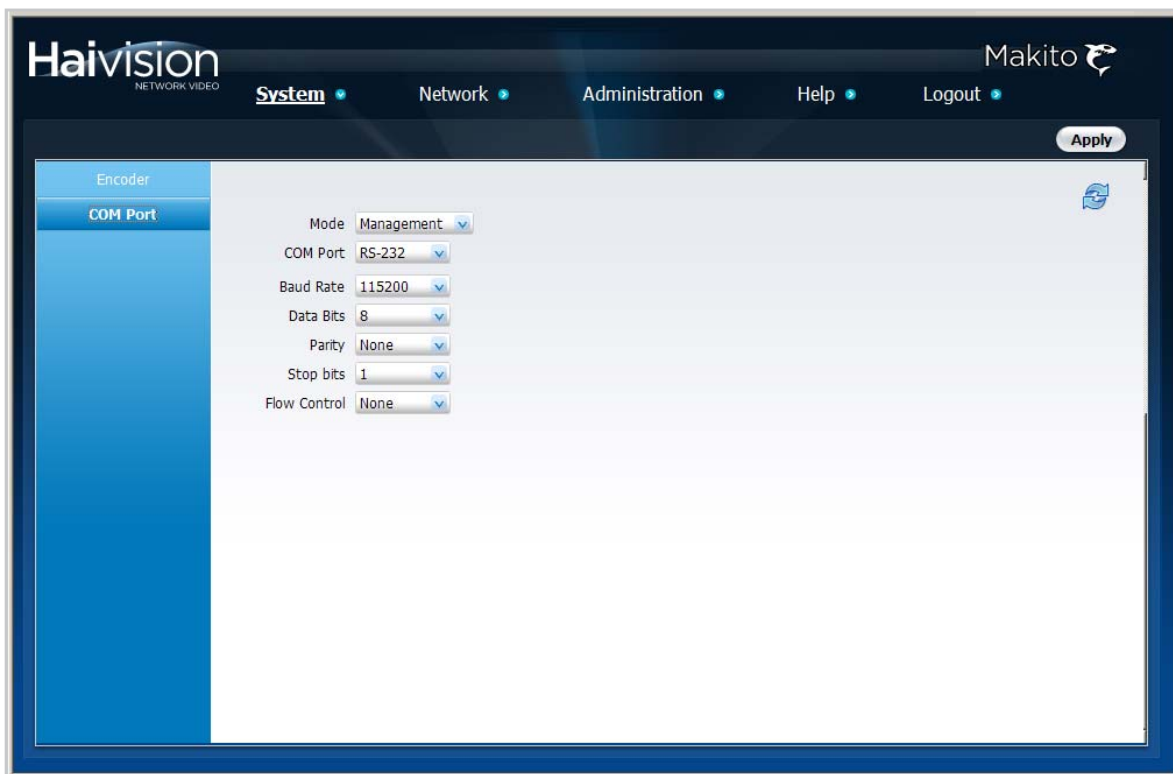 Haivision
NETWORK VIDEO
Makito
System Network Administration Help Logout
Apply
Encoder
COM Port
Mode Management
COM Port RS-232
Baud Rate 115200
Data Bits 8
Parity None
Stop bits 1
Flow Control None